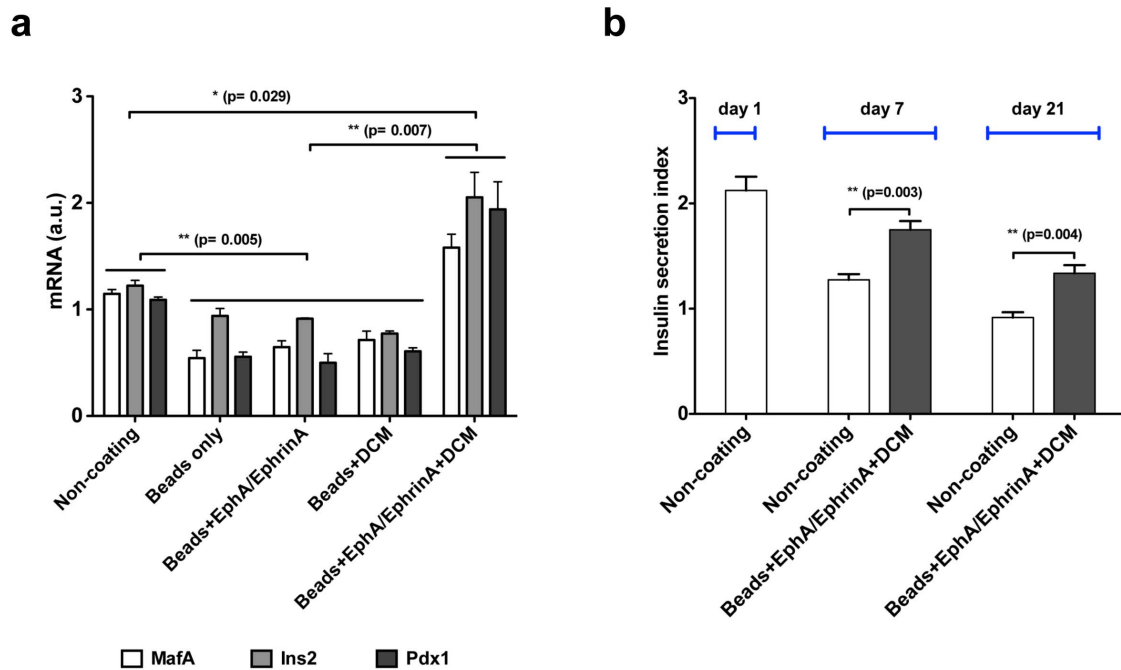 a
3
2
1
0
mRNA (a.u.)
* (p= 0.029)
** (p= 0.007)
** (p= 0.005)
Non-coating
Beads only
Beads+EphA/EphrinA
Beads+DCM
Beads+EphA/EphrinA+DCM
MafA
Ins2
Pdx1
b
3
2
1
0
Insulin secretion index
day 1
day 7
day 21
** (p=0.003)
** (p=0.004)
Non-coating
Non-coating
Beads+EphA/EphrinA+DCM
Non-coating
Beads+EphA/EphrinA+DCM